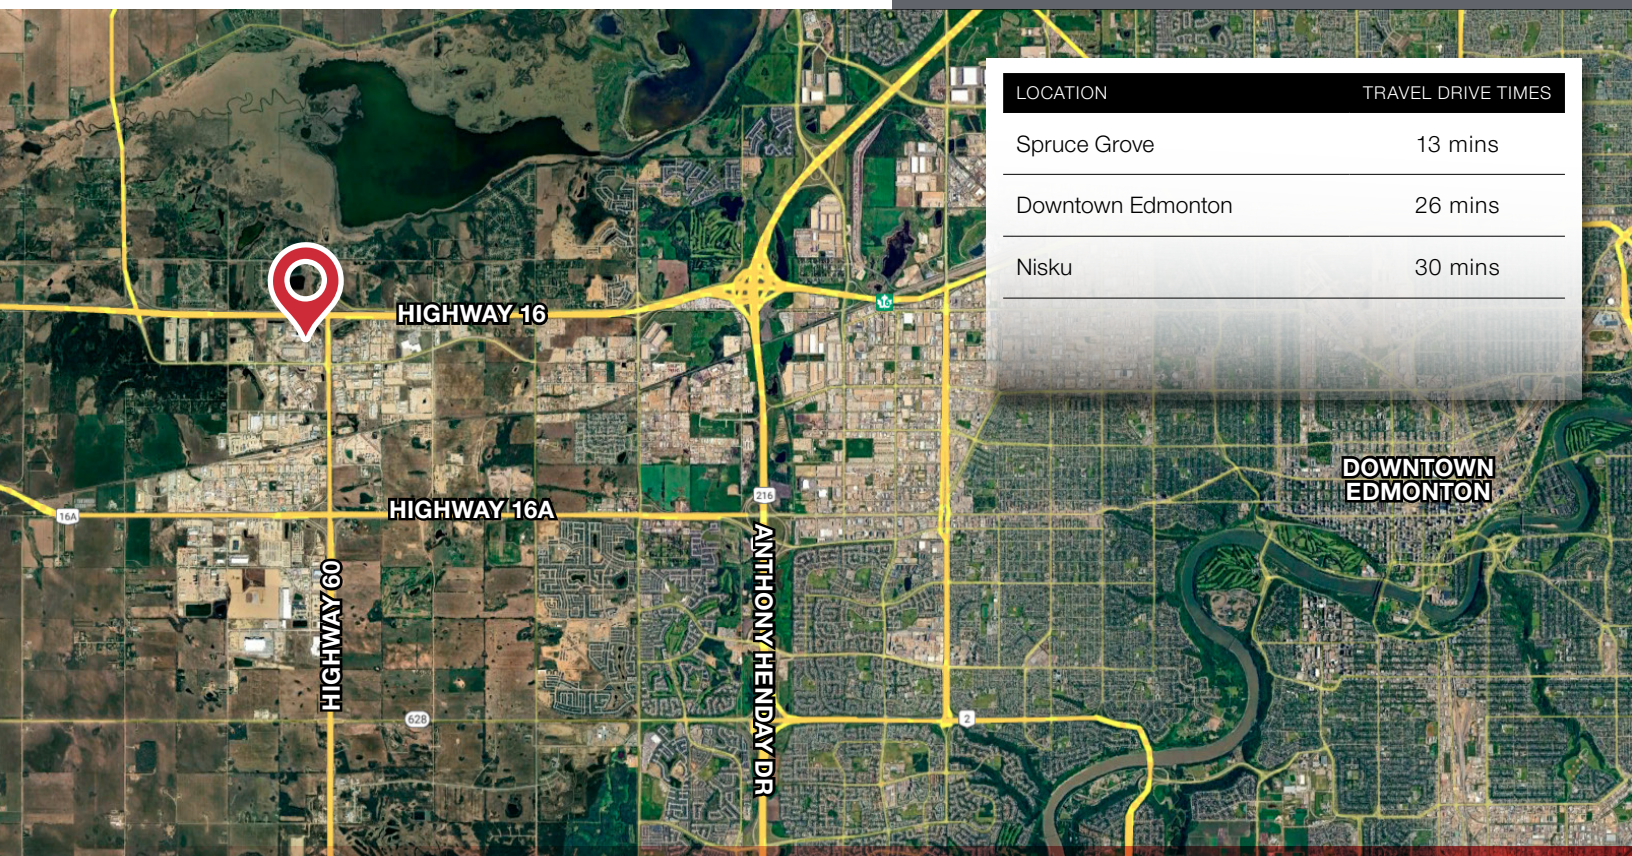 LOCATION TRAVEL DRIVE TIMES
Spruce Grove 13 mins
Downtown Edmonton 26 mins
Nisku 30 mins
16
HIGHWAY 16
DOWNTOWN
EDMONTON
216
HIGHWAY 16A
16A
ANTHONY HENDAY DR
HIGHWAY 60
628
2